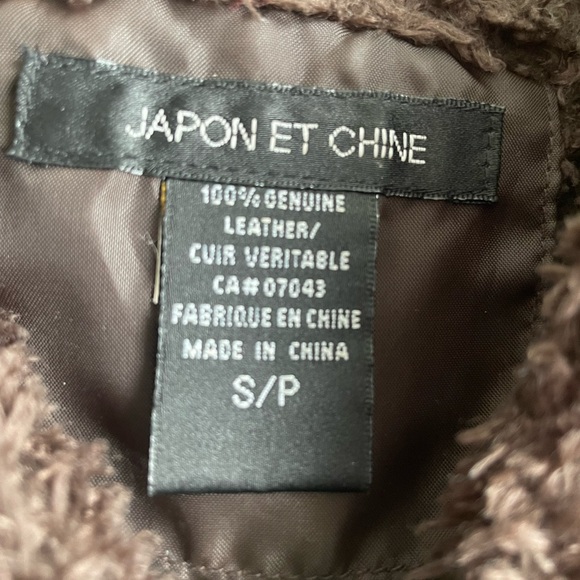 JAPON ET CHINE
100% GENUINE
LEATHER/
CUIR VERITABLE
CA# 07043
FABRIQUE EN CHINE
MADE IN CHINA
S/P